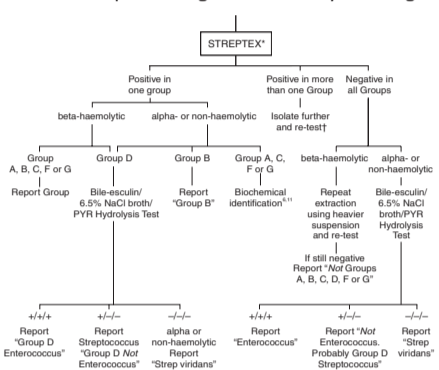 STREPTEX*
Positive in
one group
Positive in more
than one Group
Negative in
all Groups
beta-haemolytic
alpha- or non-haemolytic
Isolate further
and re-test†
Group
A, B, C, F or G
Group D
Group B
Group A, C,
F or G
beta-haemolytic
alpha- or
non-haemolytic
Report Group
Bile-esculin/
6.5% NaCl broth/
PYR Hydrolysis Test
Report
“Group B”
Biochemical
identification6,11
Repeat
extraction
using heavier
suspension
and re-test
Bile-esculin/
6.5% NaCl
broth/PYR
Hydrolysis
Test
If still negative
Report “Not Groups
A, B, C, D, F or G”
+/+/+
+/–/–
–/–/–
+/+/+
+/–/–
–/–/–
Report
“Group D
Enterococcus”
Report
Streptococcus
“Group D Not
Enterococcus”
alpha or
non-haemolytic
Report
“Strep viridans”
Report
“Enterococcus”
Report “Not
Enterococcus.
Probably Group D
Streptococcus”
Report
“Strep
viridans”